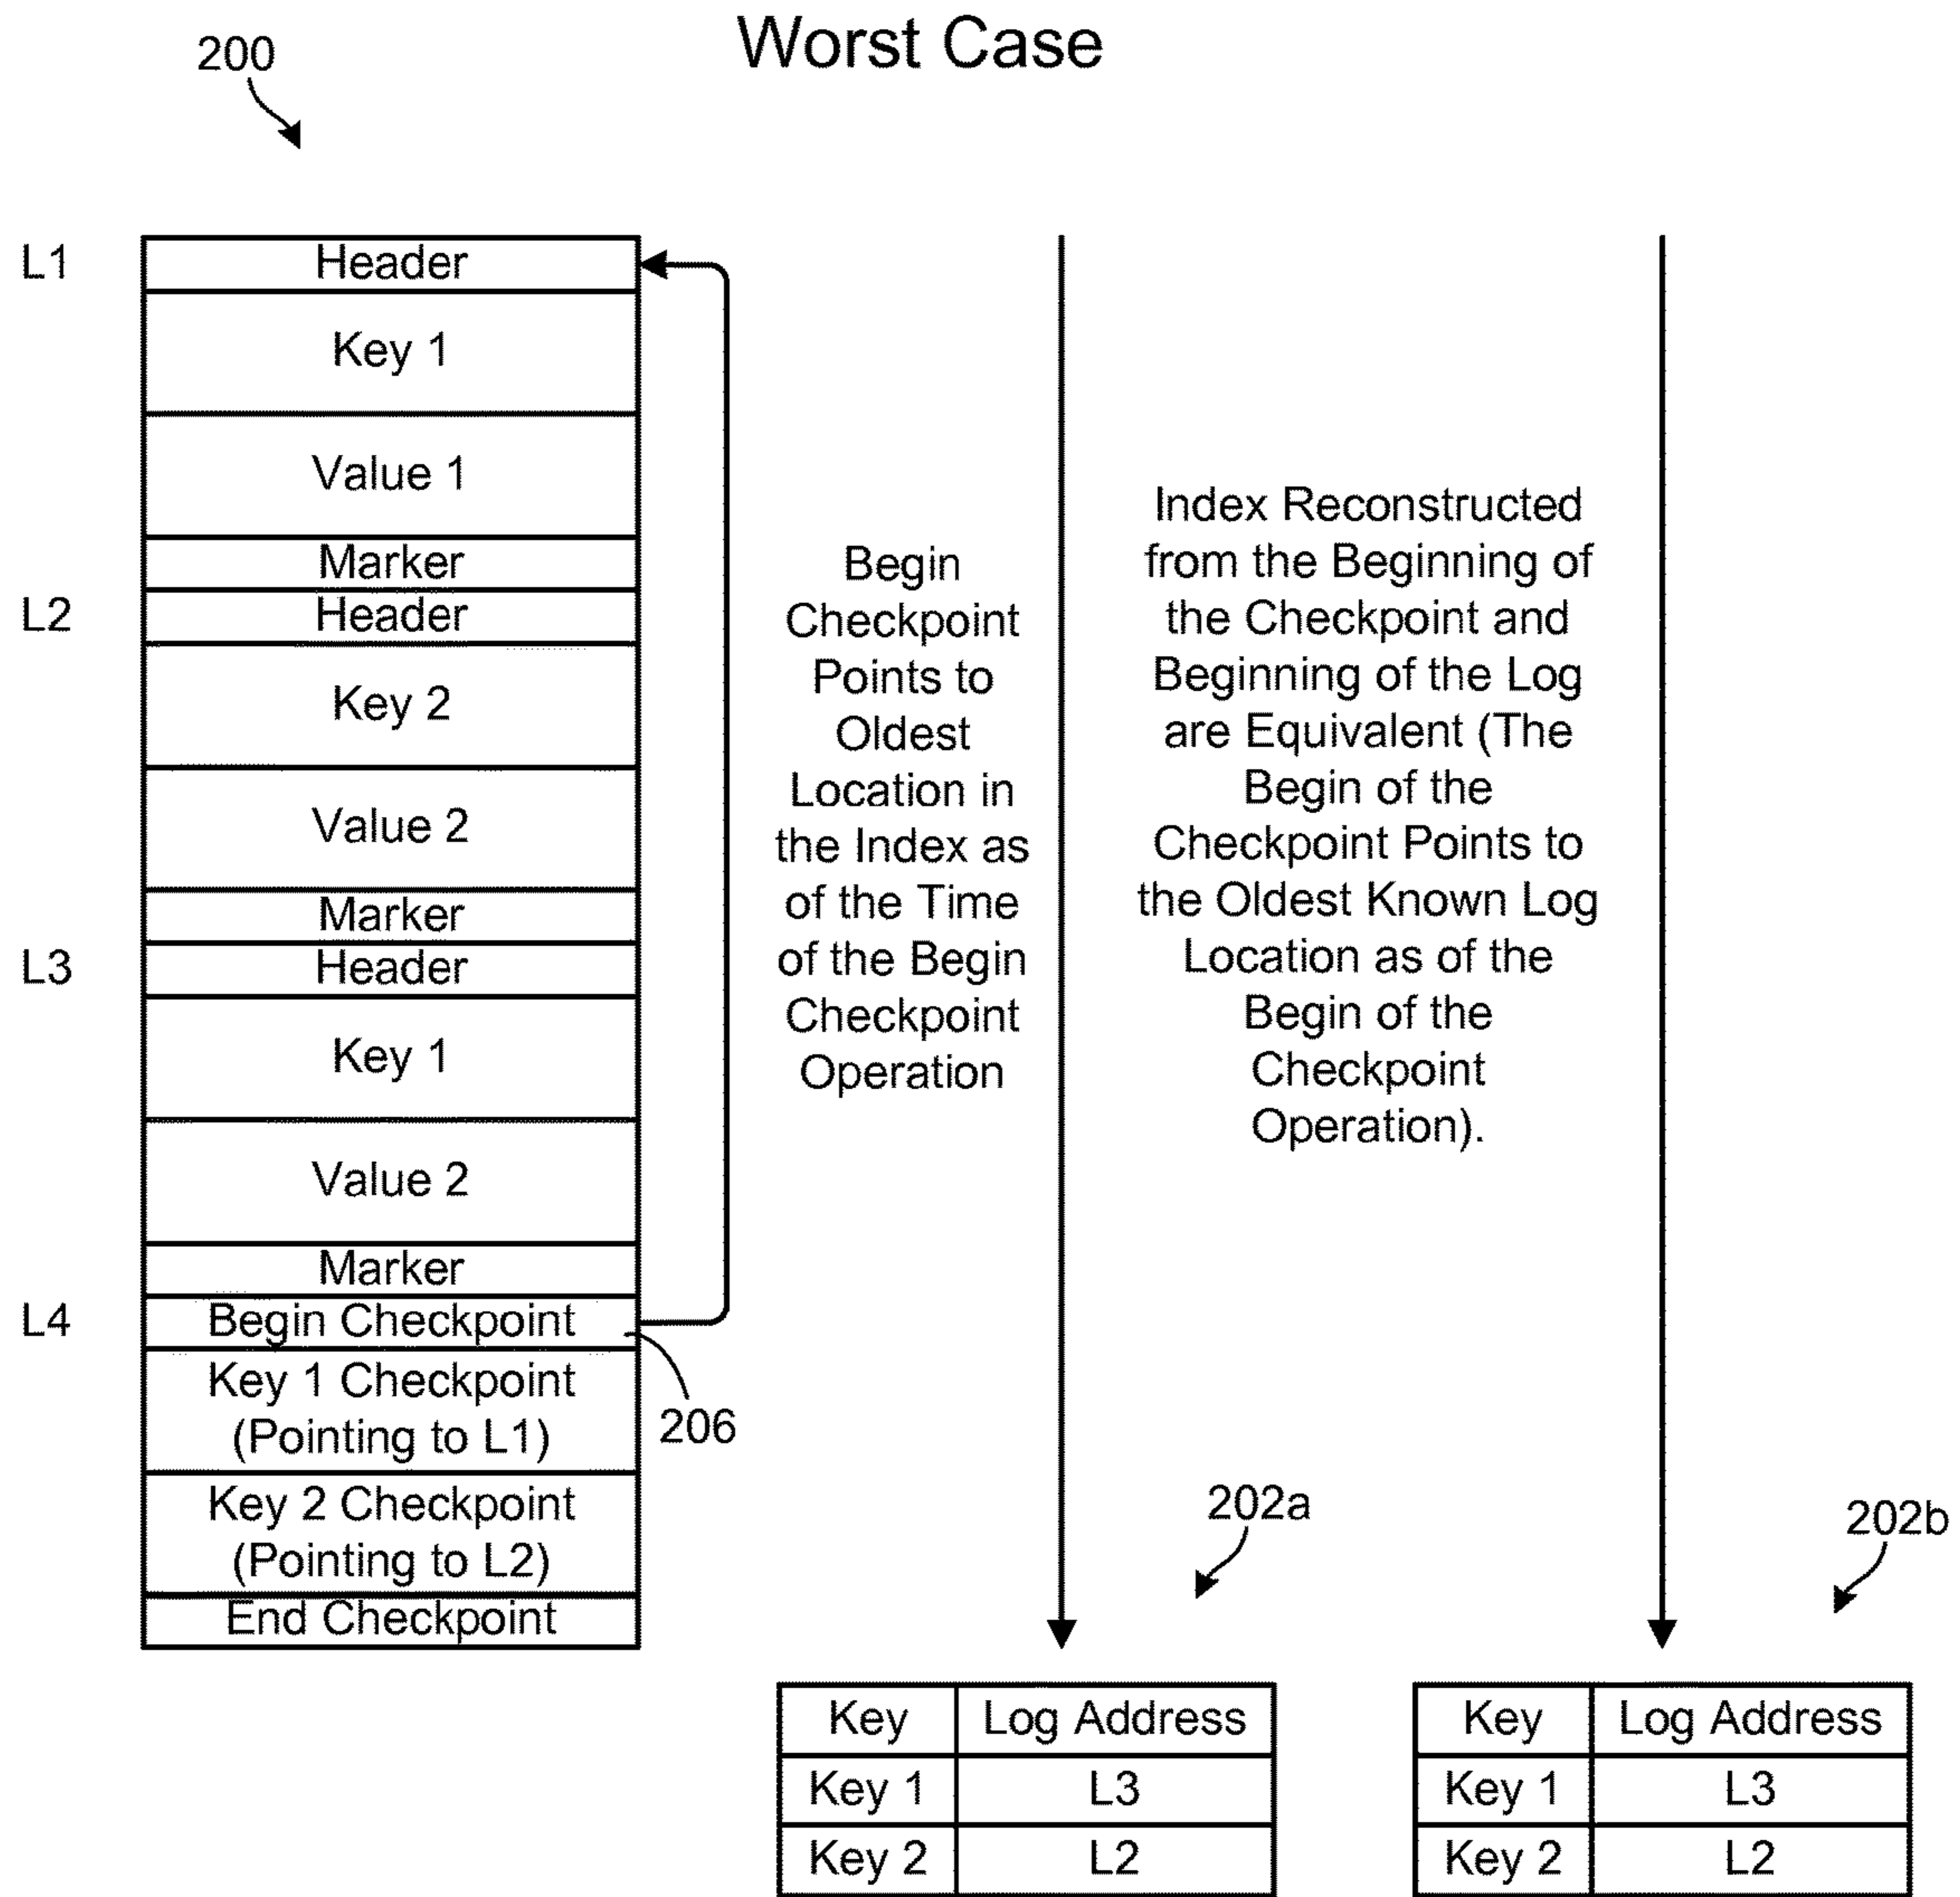 Worst Case
200
L1
Header
Key 1
Value 1
Marker
L2
Header
Key 2
Value 2
Marker
L3
Header
Key 1
Value 2
Marker
L4
Begin Checkpoint
Key 1 Checkpoint
(Pointing to L1)
206
Key 2 Checkpoint
(Pointing to L2)
End Checkpoint
Begin
Checkpoint
Points to
Oldest
Location in
the Index as
of the Time
of the Begin
Checkpoint
Operation
Index Reconstructed
from the Beginning of
the Checkpoint and
Beginning of the Log
are Equivalent (The
Begin of the
Checkpoint Points to
the Oldest Known Log
Location as of the
Begin of the
Checkpoint
Operation).
202a
Key Log Address
Key 1 L3
Key 2 L2
202b
Key Log Address
Key 1 L3
Key 2 L2